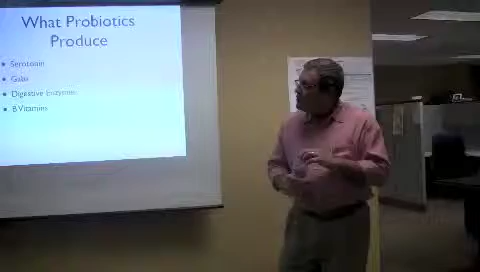 What Probiotics
Produce
• Serotonin
• Gaba
• Digestive Enzymes
• B Vitamins